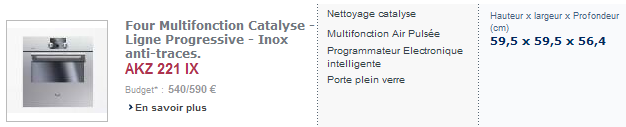 Four Multifonction Catalyse -
Ligne Progressive - Inox
anti-traces.
AKZ 221 IX
Budget* : 540/590 €
En savoir plus
Nettoyage catalyse
Multifonction Air Pulsée
Programmateur Electronique
intelligente
Porte plein verre
Hauteur x largeur x Profondeur
(cm)
59,5 x 59,5 x 56,4